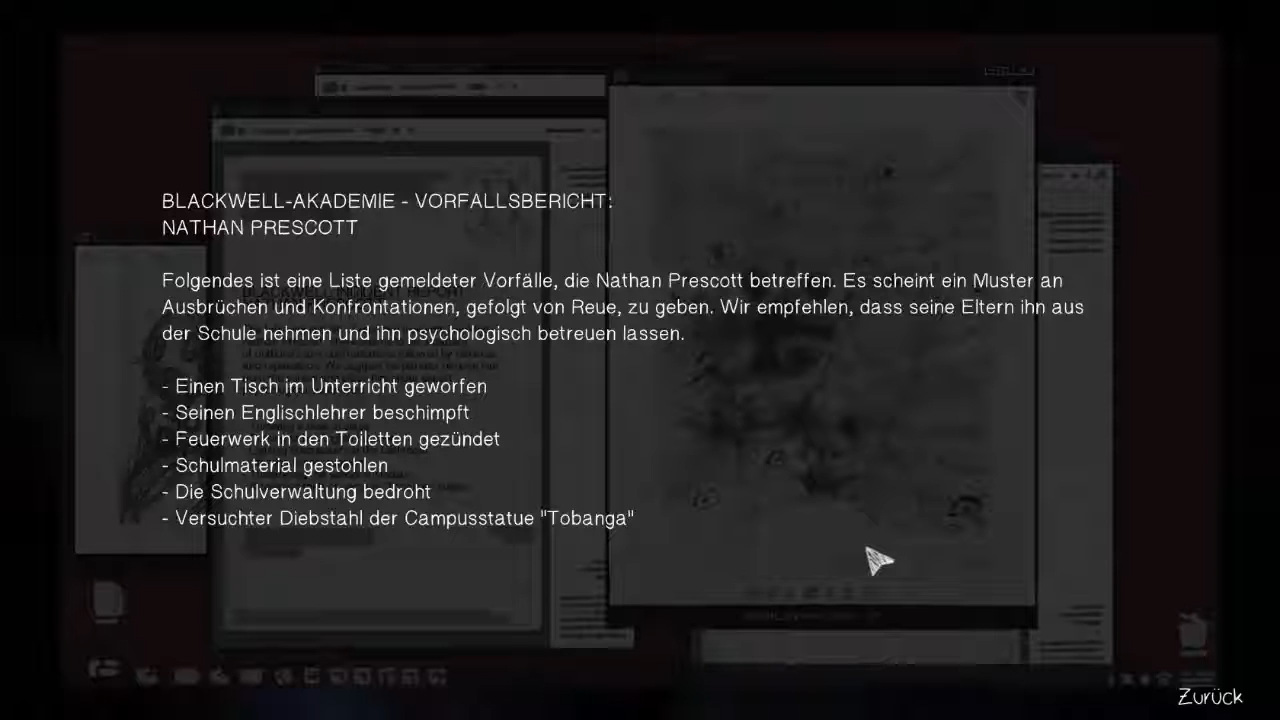 BLACKWELL-AKADEMIE - VORFALLSBERICHT:
NATHAN PRESCOTT
Folgendes ist eine Liste gemeldeter Vorfälle, die Nathan Prescott betreffen. Es scheint ein Muster an
Ausbrüchen und Konfrontationen, gefolgt von Reue, zu geben. Wir empfehlen, dass seine Eltern ihn aus
der Schule nehmen und ihn psychologisch betreuen lassen.
- Einen Tisch im Unterricht geworfen
- Seinen Englischlehrer beschimpft
- Feuerwerk in den Toiletten gezündet
- Schulmaterial gestohlen
- Die Schulverwaltung bedroht
- Versuchter Diebstahl der Campusstatue "Tobanga"
Zurück